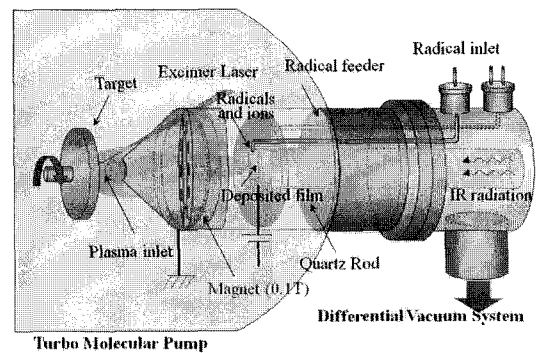 Radical inlet
Excimer Laser
Radical feeder
Target
Radicals
and ions
Deposited film
IR radiation
Plasma inlet
Quartz Rod
Magnet (0.1T)
Differential Vacuum System
Turbo Molecular Pump